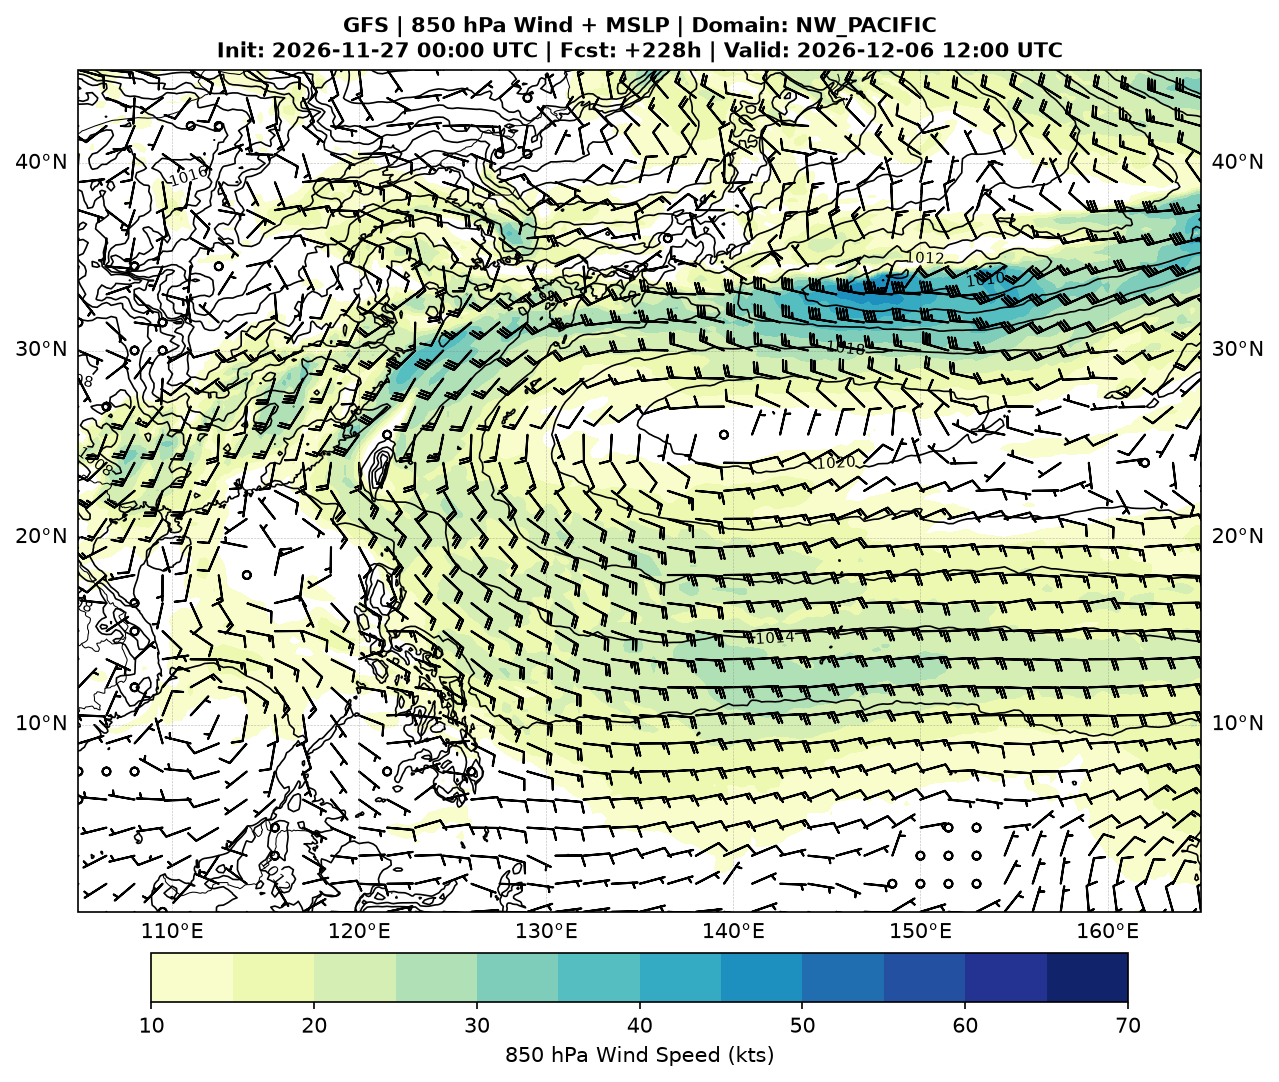 GFS | 850 hPa Wind + MSLP | Domain: NW_PACIFIC
Init: 2026-11-27 00:00 UTC | Fcst: +228h | Valid: 2026-12-06 12:00 UTC
40°N
40°N
1016
1012
1010
30°N
30°N
1018
1008
1020
20°N
20°N
1014
10°N
10°N
110°E
120°E
130°E
140°E
150°E
160°E
10
20
30
40
50
60
70
850 hPa Wind Speed (kts)